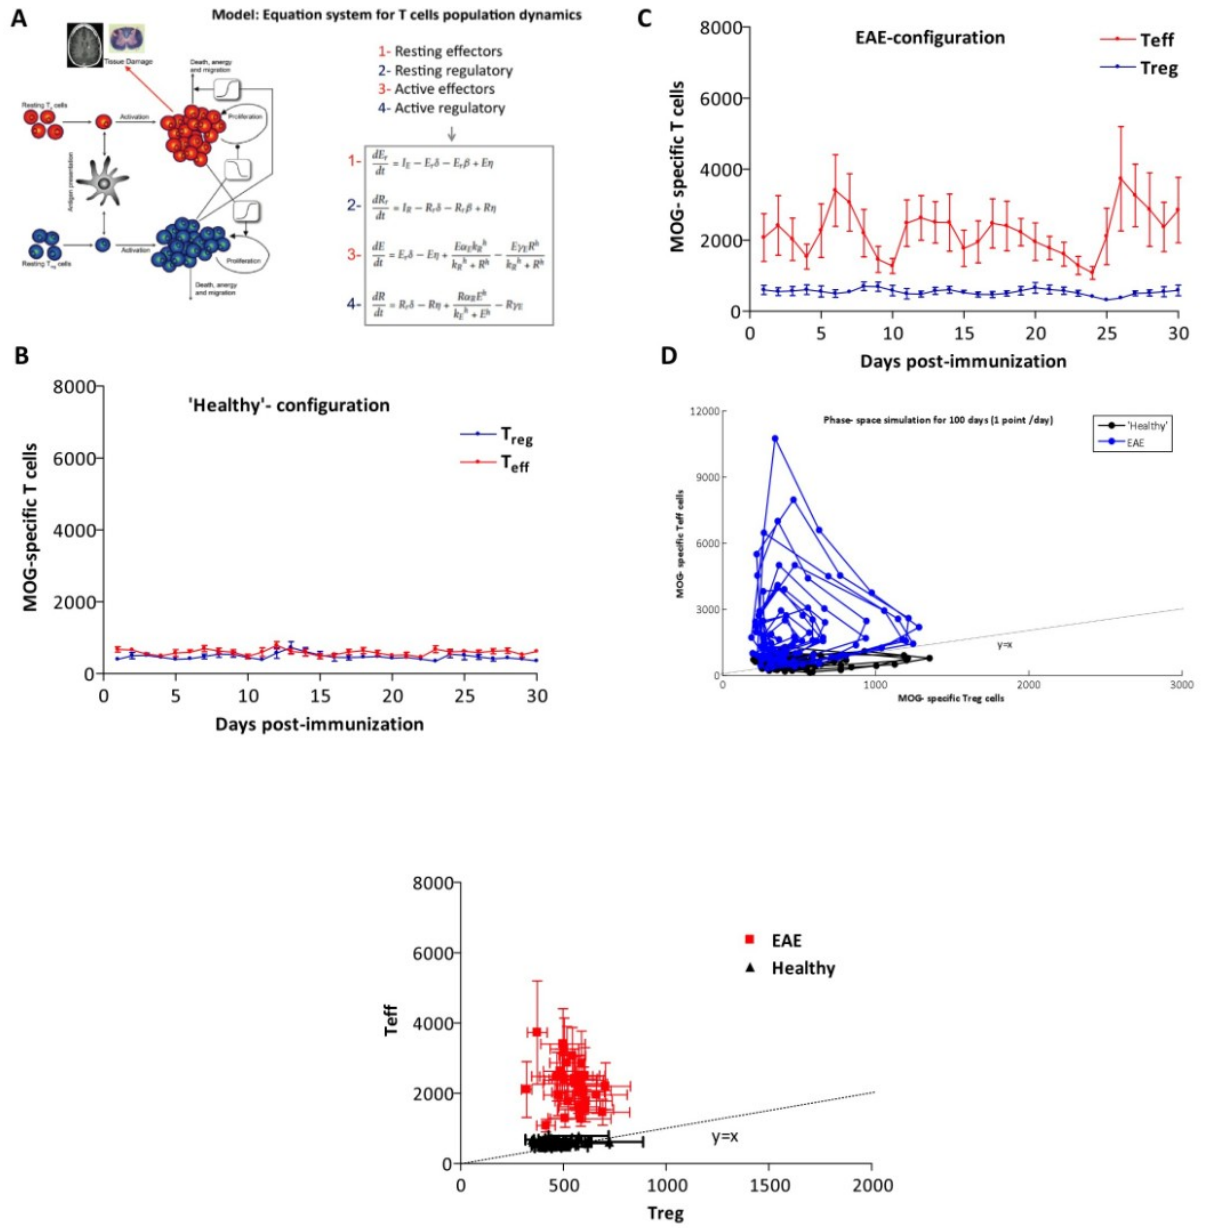 A
Model: Equation system for T cells population dynamics
Tissue Damage
Death, anergy
and migration
Resting Te cells
Activation
Proliferation
Antigen presentation
Resting Treg cells
Activation
Proliferation
Death, anergy
and migration
1- Resting effectors
2- Resting regulatory
3- Active effectors
4- Active regulatory
1- dE_r/dt = I_E − E_rδ − E_rβ + Eη
2- dR_r/dt = I_R − R_rδ − R_rβ + Rη
3- dE/dt = E_rδ − Eη + Eα_E k_R^h/(k_R^h + R^h) − Eγ_E R^h/(k_R^h + R^h)
4- dR/dt = R_rδ − Rη + Rα_R E^h/(k_E^h + E^h) − Rγ_E
C
EAE-configuration
Teff
Treg
8000
6000
4000
2000
0
MOG- specific T cells
0 5 10 15 20 25 30
Days post-immunization
B
'Healthy'- configuration
Treg
Teff
8000
6000
4000
2000
0
MOG-specific T cells
0 5 10 15 20 25 30
Days post-immunization
D
Phase- space simulation for 100 days (1 point /day)
'Healthy'
EAE
12000
9000
6000
3000
0
MOG- specific Teff cells
y=x
0 1000 2000 3000
MOG- specific Treg cells
8000
6000
4000
2000
0
Teff
EAE
Healthy
y=x
0 500 1000 1500 2000
Treg